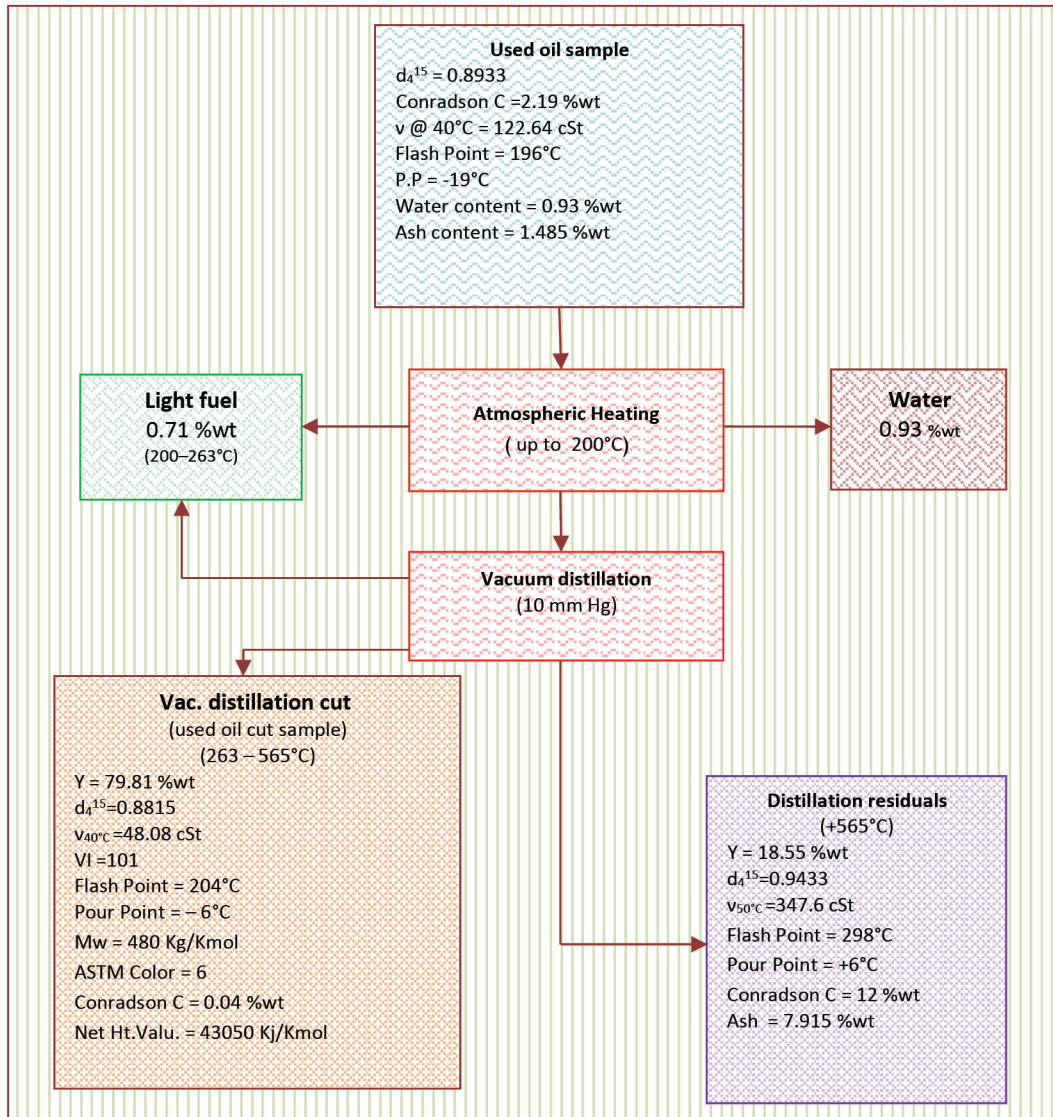 Used oil sample
d₄¹⁵ = 0.8933
Conradson C =2.19 %wt
ν @ 40°C = 122.64 cSt
Flash Point = 196°C
P.P = -19°C
Water content = 0.93 %wt
Ash content = 1.485 %wt
Light fuel
0.71 %wt
(200–263°C)
Atmospheric Heating
( up to 200°C)
Water
0.93 %wt
Vacuum distillation
(10 mm Hg)
Vac. distillation cut
(used oil cut sample)
(263 – 565°C)
Y = 79.81 %wt
d₄¹⁵=0.8815
ν₄₀°C =48.08 cSt
VI =101
Flash Point = 204°C
Pour Point = – 6°C
Mw = 480 Kg/Kmol
ASTM Color = 6
Conradson C = 0.04 %wt
Net Ht.Valu. = 43050 Kj/Kmol
Distillation residuals
(+565°C)
Y = 18.55 %wt
d₄¹⁵=0.9433
ν₅₀°C=347.6 cSt
Flash Point = 298°C
Pour Point = +6°C
Conradson C = 12 %wt
Ash = 7.915 %wt